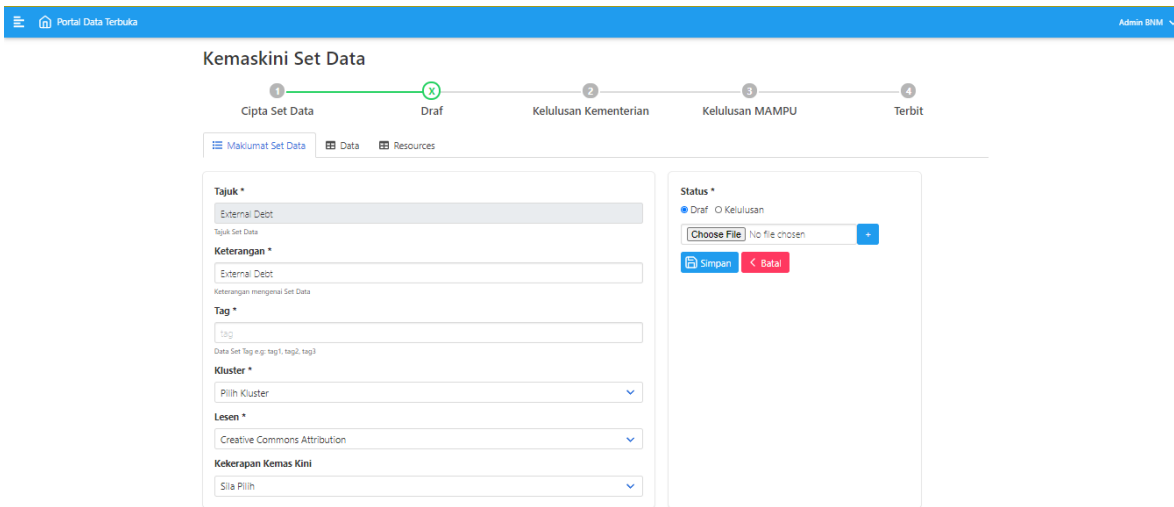 Portal Data Terbuka
Admin BNM
Kemaskini Set Data
1 X 2 3 4
Cipta Set Data Draf Kelulusan Kementerian Kelulusan MAMPU Terbit
Maklumat Set Data Data Resources
Tajuk *
External Debt
Tajuk Set Data
Keterangan *
External Debt
Keterangan mengenai Set Data
Tag *
tag
Data Set Tag e.g: tag1, tag2, tag3
Kluster *
Pilih Kluster
Lesen *
Creative Commons Attribution
Kekerapan Kemas Kini
Sila Pilih
Status *
Draf Kelulusan
Choose File No file chosen +
Simpan < Batal